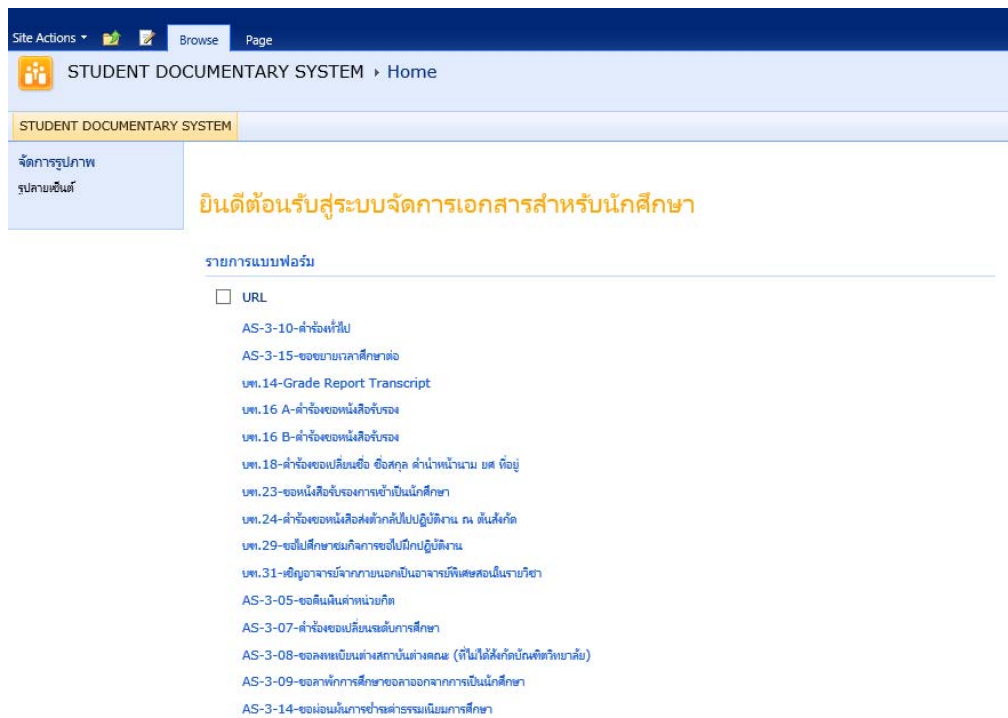 Site Actions Browse Page
STUDENT DOCUMENTARY SYSTEM Home
STUDENT DOCUMENTARY SYSTEM
จัดการรูปภาพ
รูปลายเซ็นต์
ยินดีต้อนรับสู่ระบบจัดการเอกสารสำหรับนักศึกษา
รายการแบบฟอร์ม
URL
AS-3-10-คำร้องทั่วไป
AS-3-15-ขอขยายเวลาศึกษาต่อ
บฑ.14-Grade Report Transcript
บฑ.16 A-คำร้องขอหนังสือรับรอง
บฑ.16 B-คำร้องขอหนังสือรับรอง
บฑ.18-คำร้องขอเปลี่ยนชื่อ ชื่อสกุล คำนำหน้านาม ยศ ที่อยู่
บฑ.23-ขอหนังสือรับรองการเข้าเป็นนักศึกษา
บฑ.24-คำร้องขอหนังสือส่งตัวกลับไปปฏิบัติงาน ณ ต้นสังกัด
บฑ.29-ขอไปศึกษาชมกิจการขอไปฝึกปฏิบัติงาน
บฑ.31-เชิญอาจารย์จากภายนอกเป็นอาจารย์พิเศษสอนในรายวิชา
AS-3-05-ขอคืนเงินค่าหน่วยกิต
AS-3-07-คำร้องขอเปลี่ยนระดับการศึกษา
AS-3-08-ขอลงทะเบียนต่างสถาบันต่างคณะ (ที่ไม่ได้สังกัดบัณฑิตวิทยาลัย)
AS-3-09-ขอลาพักการศึกษาขอลาออกจากการเป็นนักศึกษา
AS-3-14-ขอผ่อนผันการชำระค่าธรรมเนียมการศึกษา